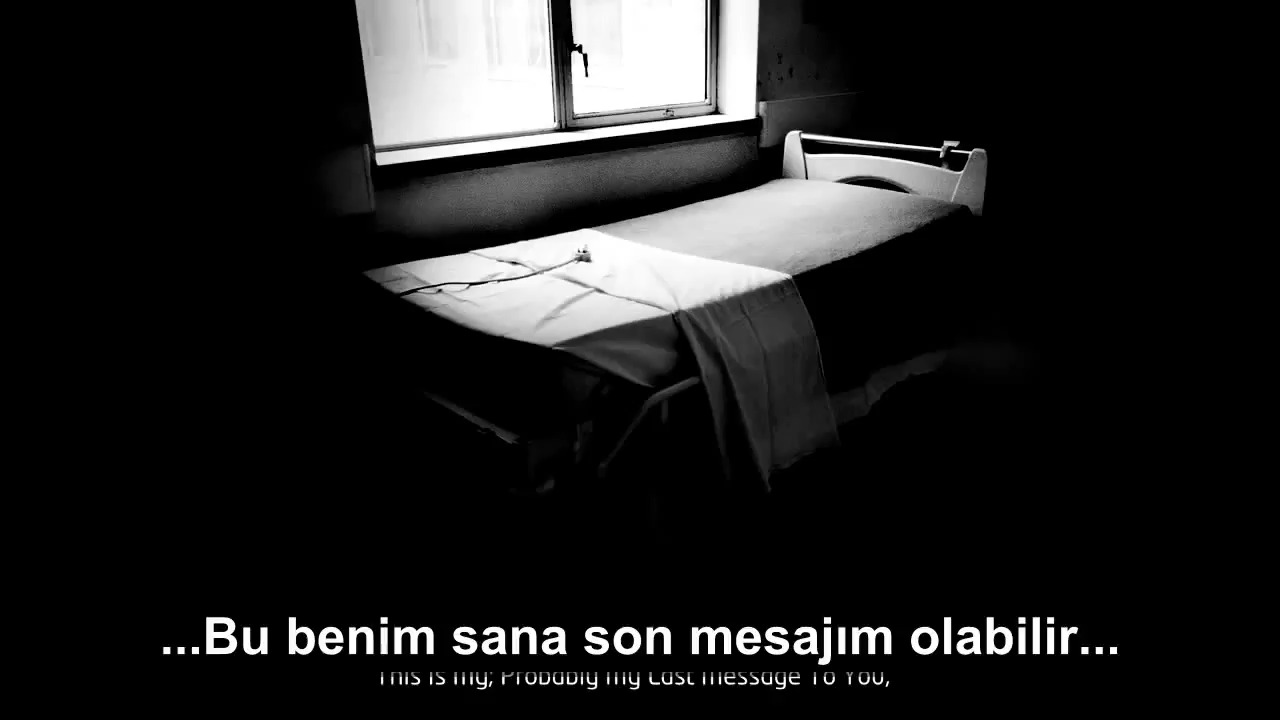 ...Bu benim sana son mesajım olabilir...
This is my; Probably my Last message To You,